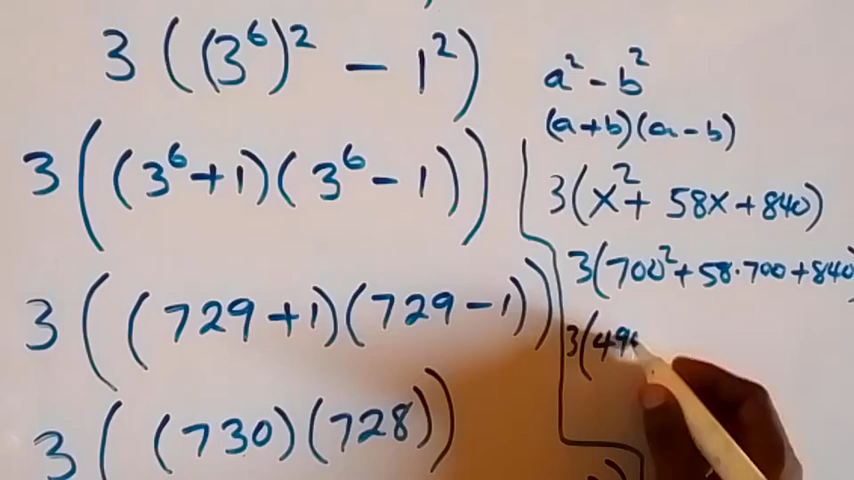 3((3⁶)² - 1²)
3((3⁶+1)(3⁶-1))
3((729+1)(729-1))
3((730)(728))
a² - b²
(a+b)(a-b)
3(x² + 58x + 840)
3(700² + 58·700 + 840)
3(49